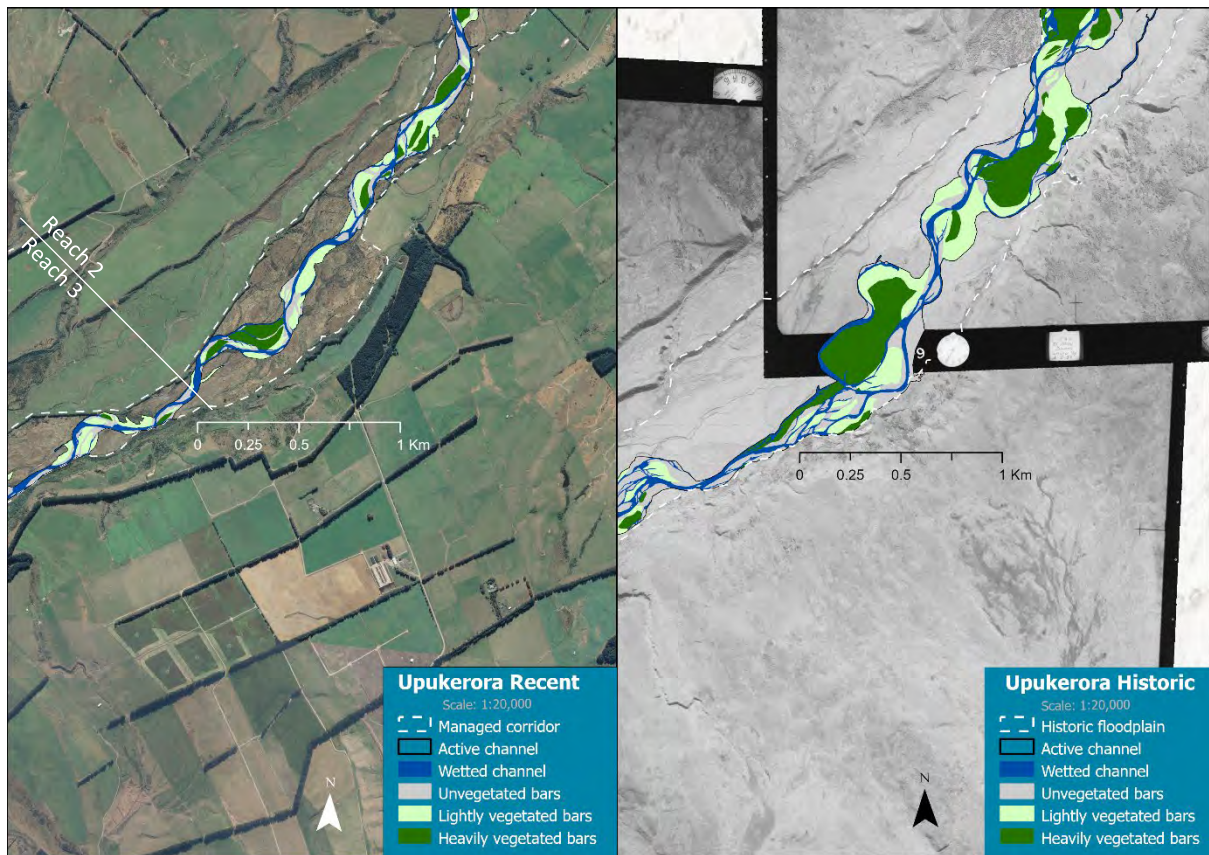 Reach 2
Reach 3
0 0.25 0.5 1 Km
Upukerora Recent
Scale: 1:20,000
Managed corridor
Active channel
Wetted channel
Unvegetated bars
Lightly vegetated bars
Heavily vegetated bars
N
9
0 0.25 0.5 1 Km
Upukerora Historic
Scale: 1:20,000
Historic floodplain
Active channel
Wetted channel
Unvegetated bars
Lightly vegetated bars
Heavily vegetated bars
N